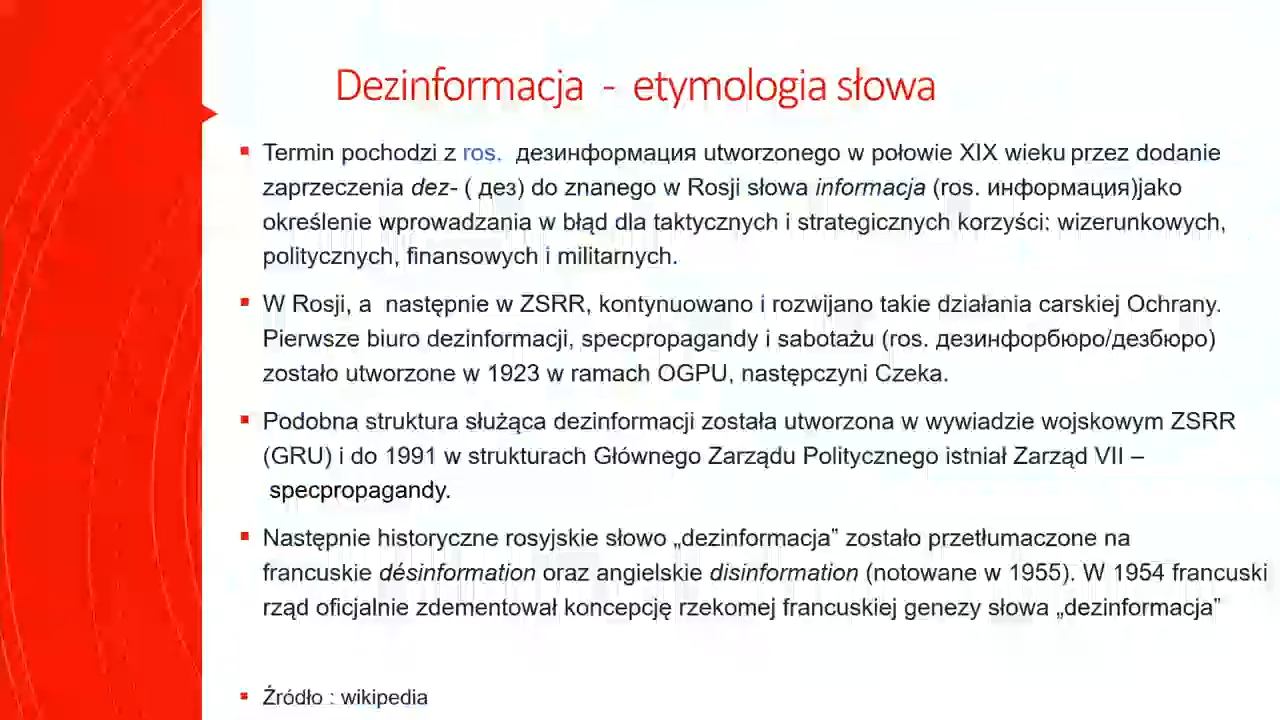 Dezinformacja - etymologia słowa
Termin pochodzi z ros. дезинформация utworzonego w połowie XIX wieku przez dodanie
zaprzeczenia dez- ( дез) do znanego w Rosji słowa informacja (ros. информация)jako
określenie wprowadzania w błąd dla taktycznych i strategicznych korzyści: wizerunkowych,
politycznych, finansowych i militarnych.
W Rosji, a następnie w ZSRR, kontynuowano i rozwijano takie działania carskiej Ochrany.
Pierwsze biuro dezinformacji, specpropagandy i sabotażu (ros. дезинфорбюро/дезбюро)
zostało utworzone w 1923 w ramach OGPU, następczyni Czeka.
Podobna struktura służąca dezinformacji została utworzona w wywiadzie wojskowym ZSRR
(GRU) i do 1991 w strukturach Głównego Zarządu Politycznego istniał Zarząd VII –
specpropagandy.
Następnie historyczne rosyjskie słowo „dezinformacja” zostało przetłumaczone na
francuskie désinformation oraz angielskie disinformation (notowane w 1955). W 1954 francuski
rząd oficjalnie zdementował koncepcję rzekomej francuskiej genezy słowa „dezinformacja”
Źródło : wikipedia